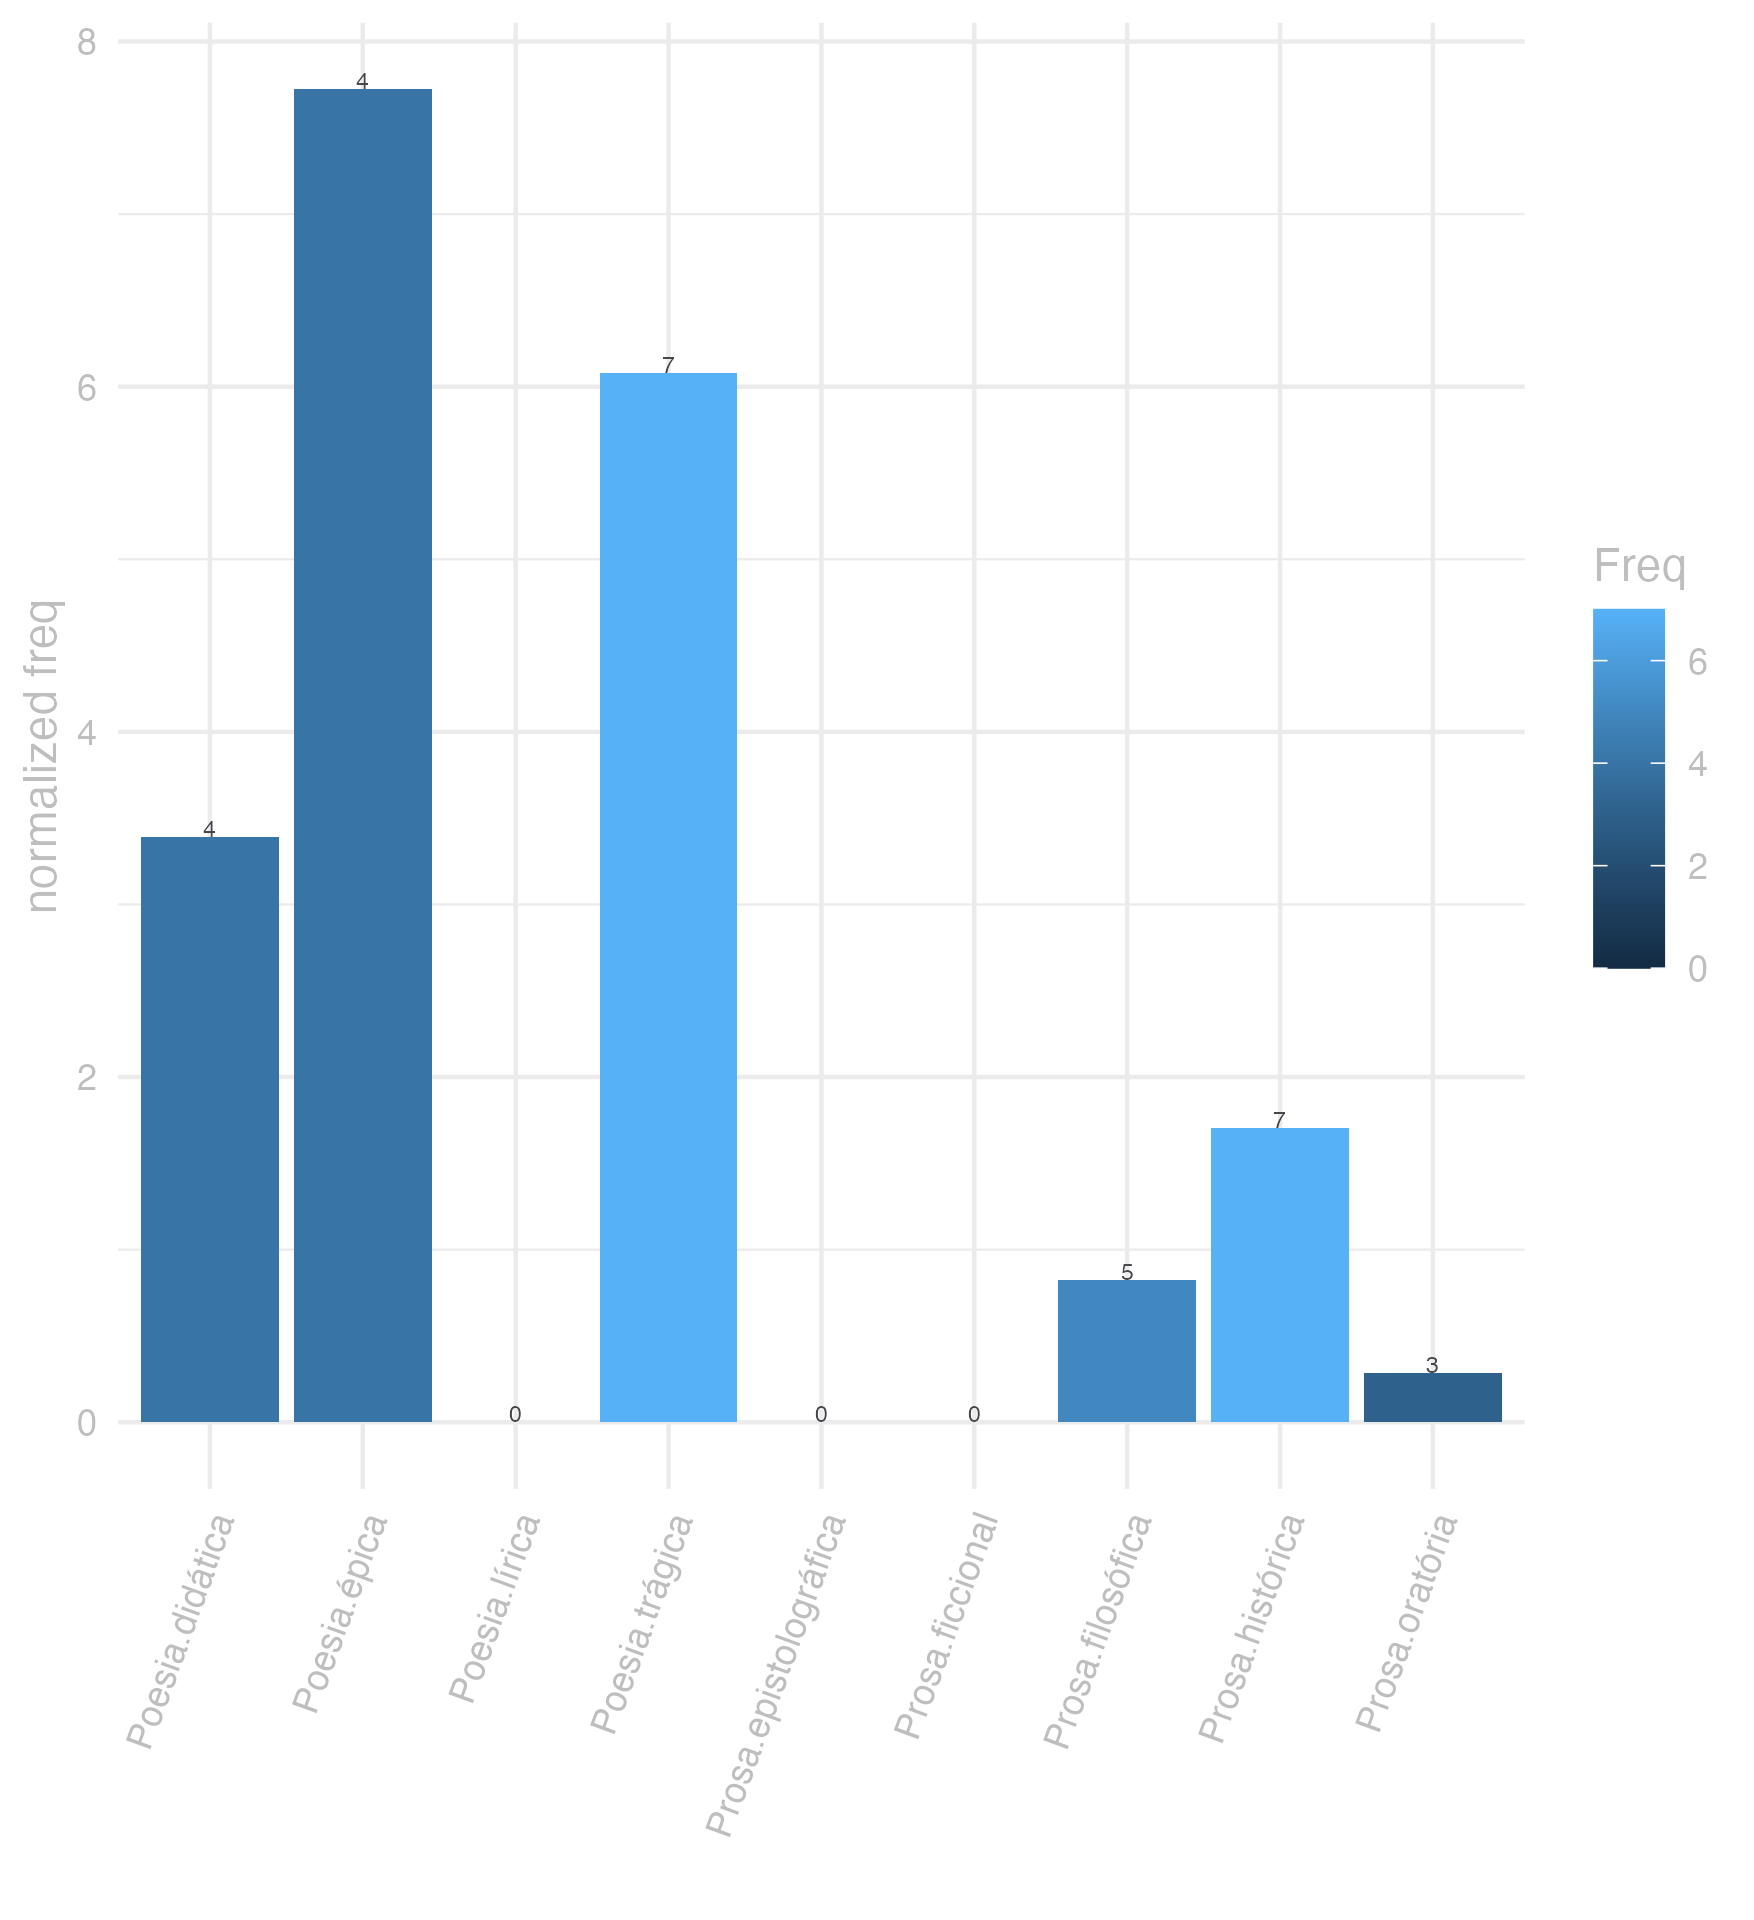 8
6
4
2
0
normalized freq
4
4
0
7
0
0
5
7
3
Poesia.didática
Poesia.épica
Poesia.lírica
Poesia.trágica
Prosa.epistolográfica
Prosa.ficcional
Prosa.filosófica
Prosa.histórica
Prosa.oratória
Freq
6
4
2
0